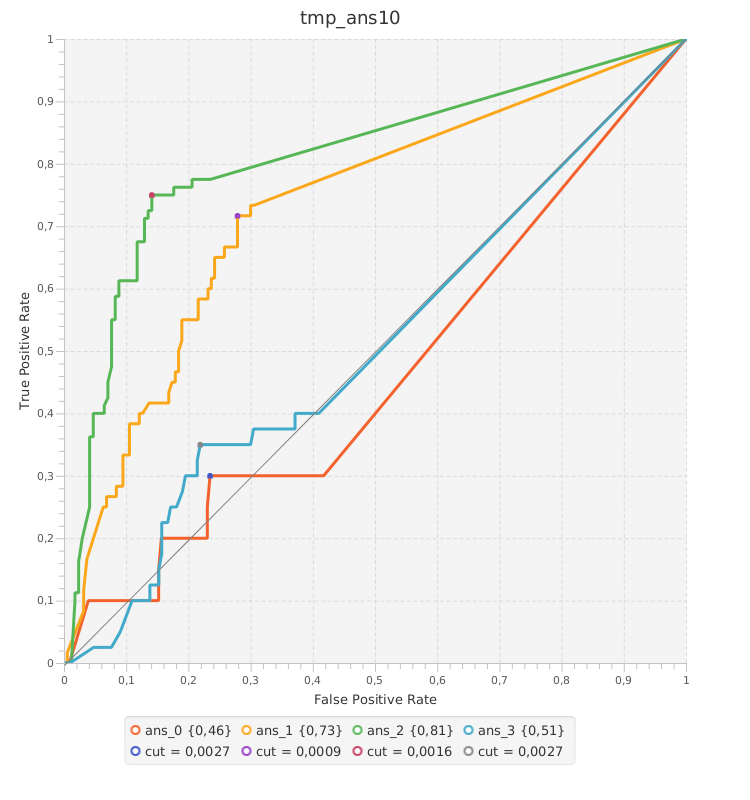 tmp_ans10
1
0,9
0,8
0,7
0,6
0,5
0,4
0,3
0,2
0,1
0
True Positive Rate
0 0,1 0,2 0,3 0,4 0,5 0,6 0,7 0,8 0,9 1
False Positive Rate
ans_0 {0,46} ans_1 {0,73} ans_2 {0,81} ans_3 {0,51}
cut = 0,0027 cut = 0,0009 cut = 0,0016 cut = 0,0027